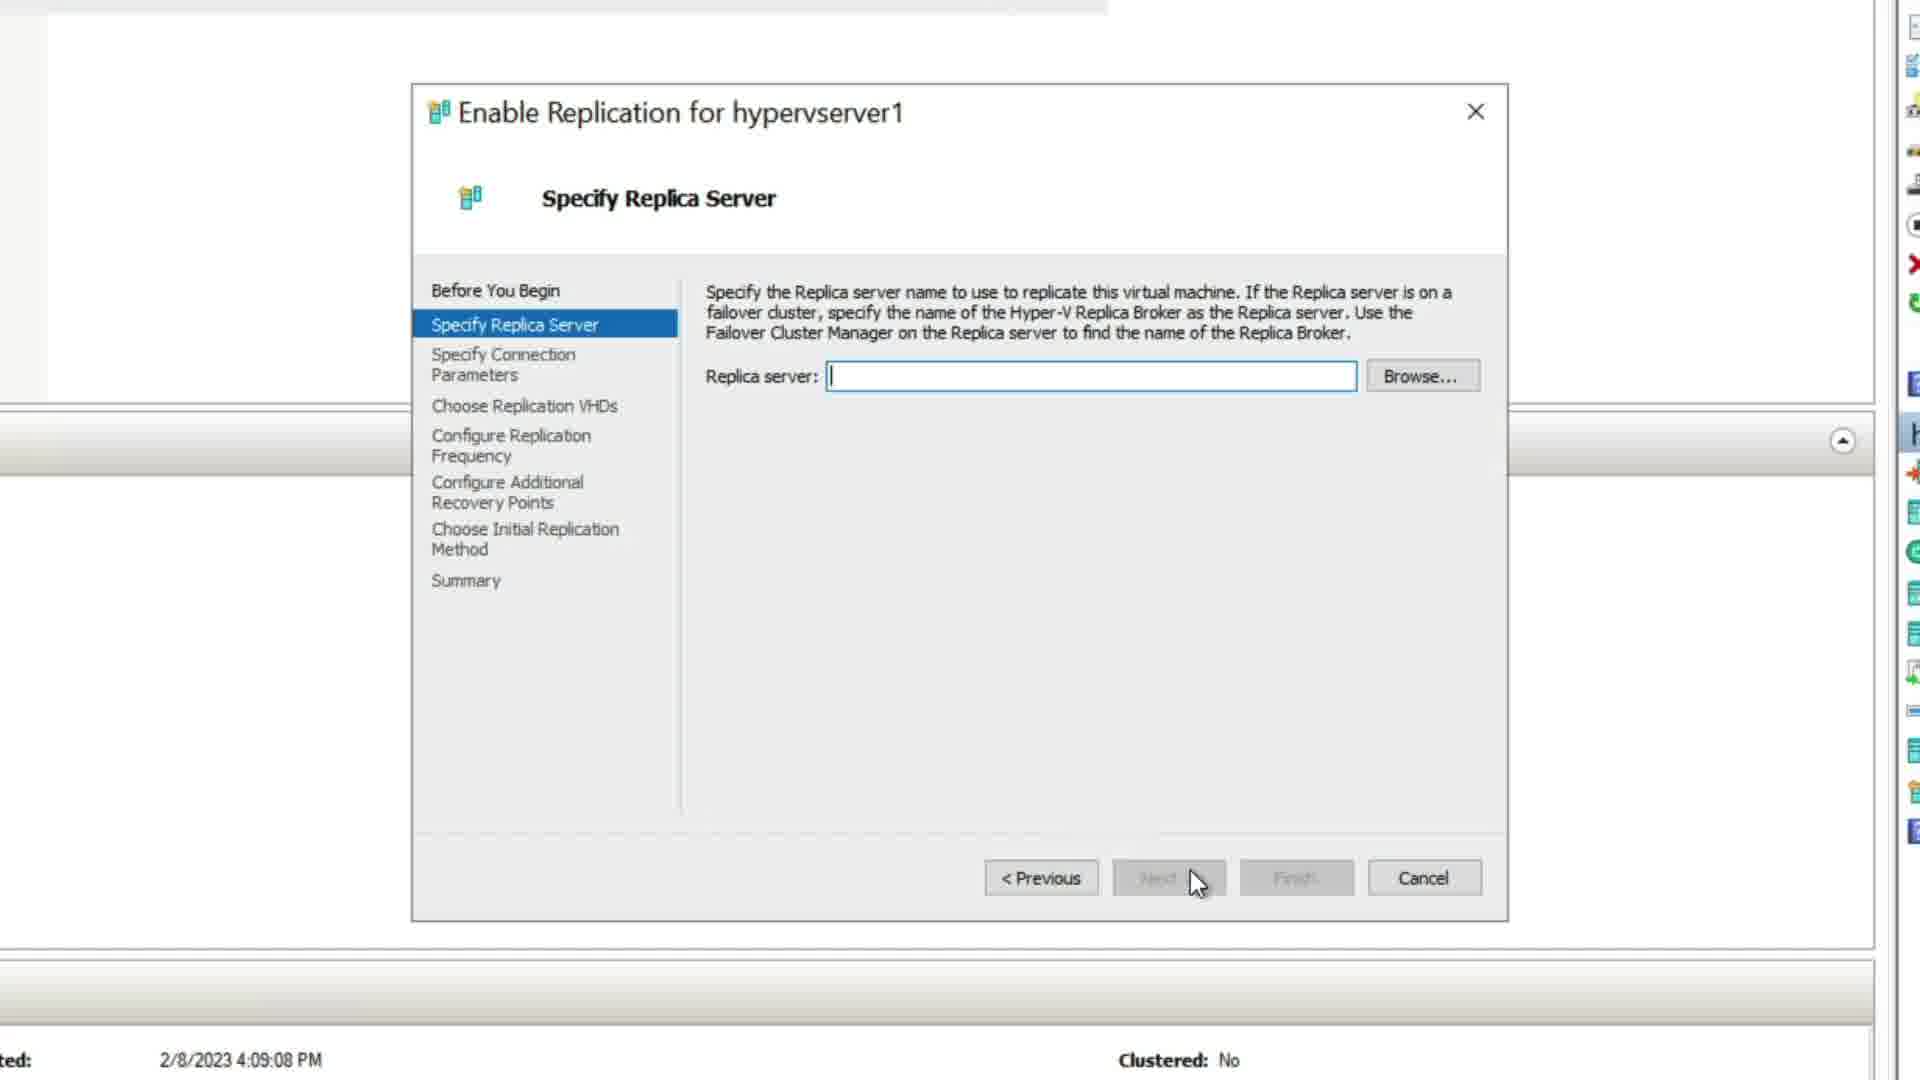 Enable Replication for hypervserver1
Specify Replica Server
Before You Begin
Specify Replica Server
Specify Connection
Parameters
Choose Replication VHDs
Configure Replication
Frequency
Configure Additional
Recovery Points
Choose Initial Replication
Method
Summary
Specify the Replica server name to use to replicate this virtual machine. If the Replica server is on a
failover cluster, specify the name of the Hyper-V Replica Broker as the Replica server. Use the
Failover Cluster Manager on the Replica server to find the name of the Replica Broker.
Replica server:
Browse...
< Previous
Next
Finish
Cancel
ted:
2/8/2023 4:09:08 PM
Clustered: No